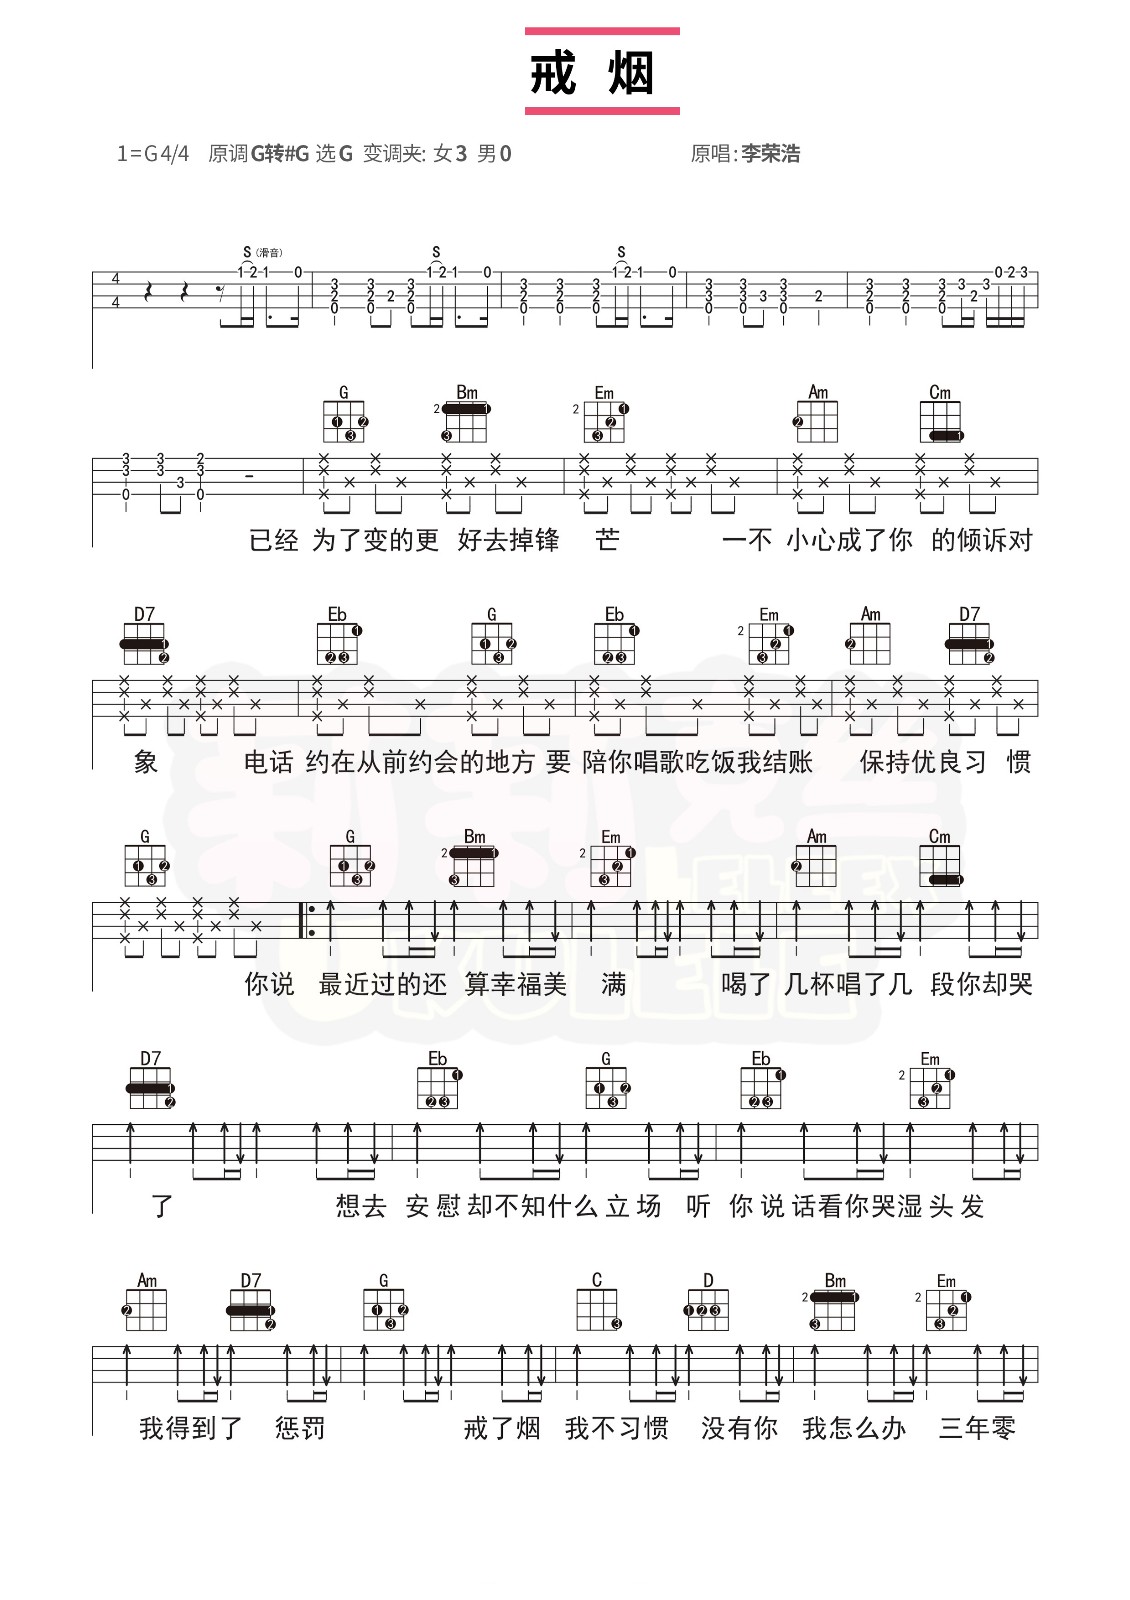 戒 烟
1=G 4/4 原调G转#G 选G 变调夹: 女3 男0 原唱:李荣浩
S (滑音) S S
G Bm Em Am Cm
已经 为了变的更 好去掉锋 芒 一不 小心成了你 的倾诉对
D7 Eb G Eb Em Am D7
象 电话 约在从前约会的地方 要 陪你唱歌吃饭我结账 保持优良习 惯
G G Bm Em Am Cm
你说 最近过的还 算幸福美 满 喝了 几杯唱了几 段你却哭
D7 Eb G Eb Em
了 想去 安慰却不知什么立场 听 你说话看你哭湿头发
Am D7 G C D Bm Em
我得到了 惩罚 戒了烟 我不习惯 没有你 我怎么办 三年零